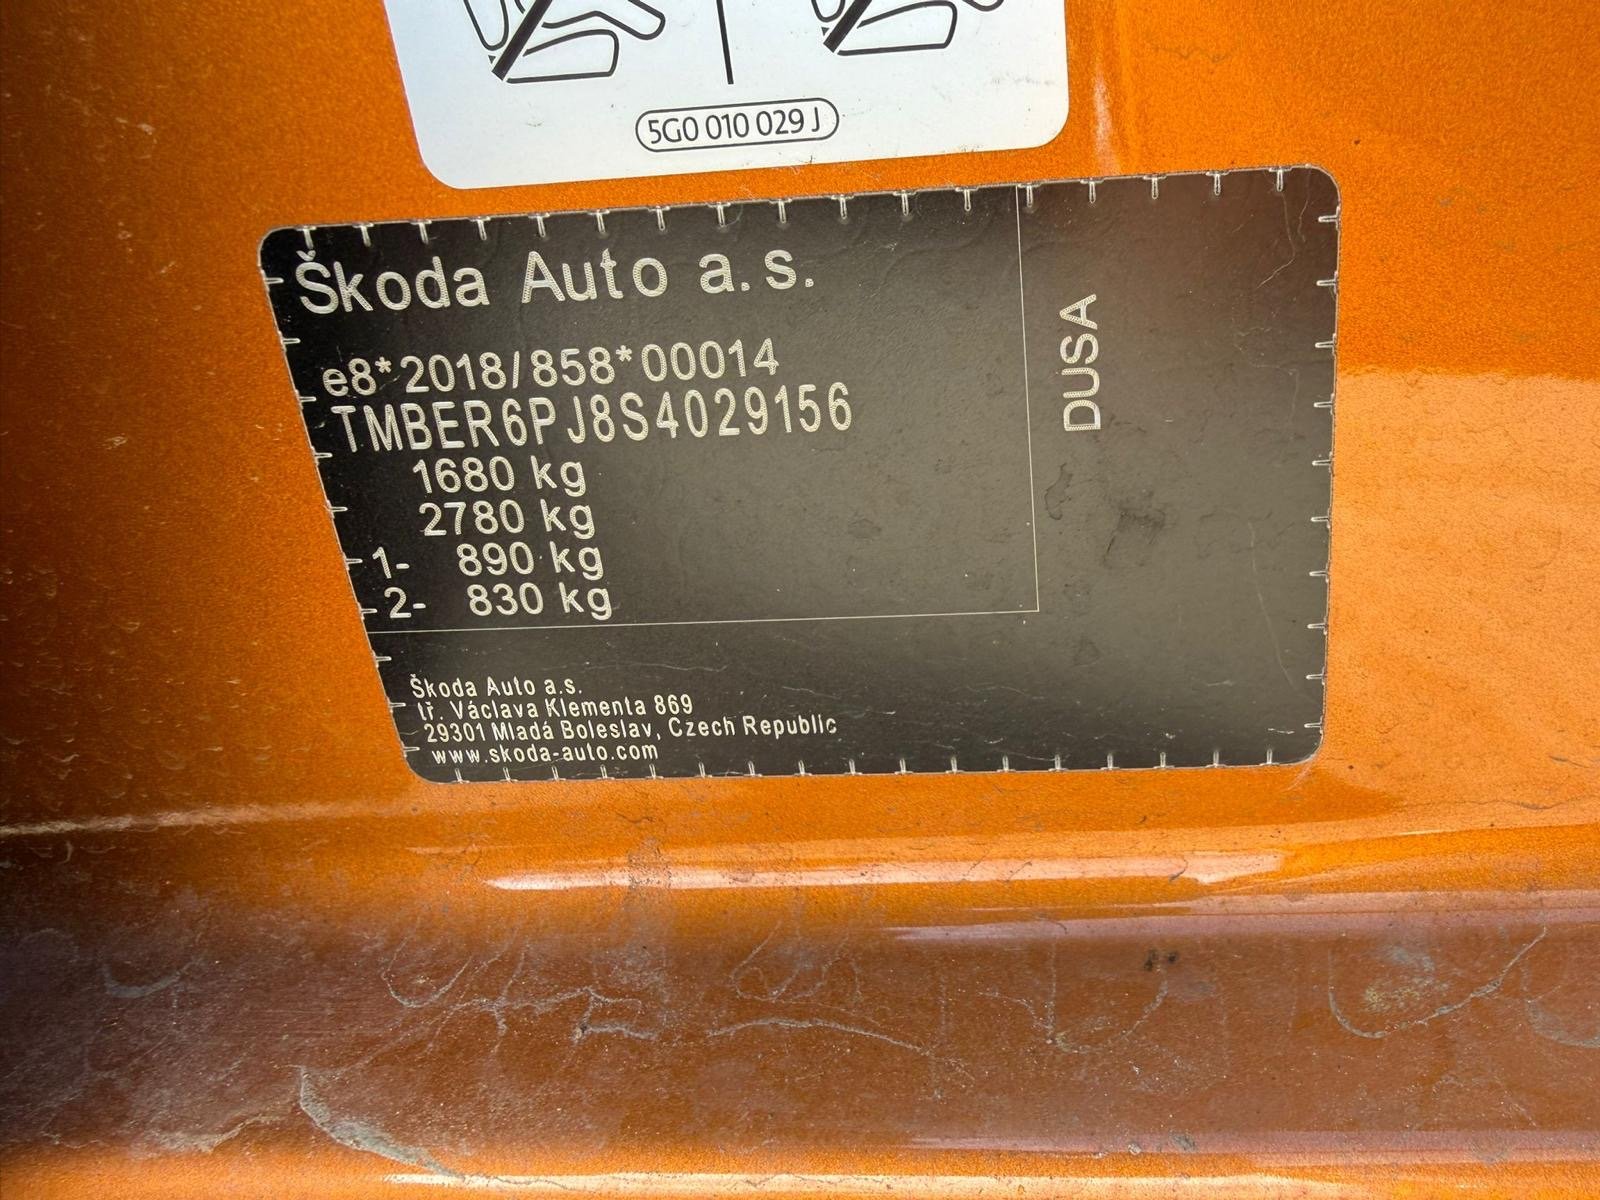 5G0 010 029 J
Škoda Auto a.s.
e8*2018/858*00014
TMBER6PJ8S4029156
1680 kg
2780 kg
1- 890 kg
2- 830 kg
DUSA
Škoda Auto a.s.
tř. Václava Klementa 869
29301 Mladá Boleslav, Czech Republic
www.skoda-auto.com